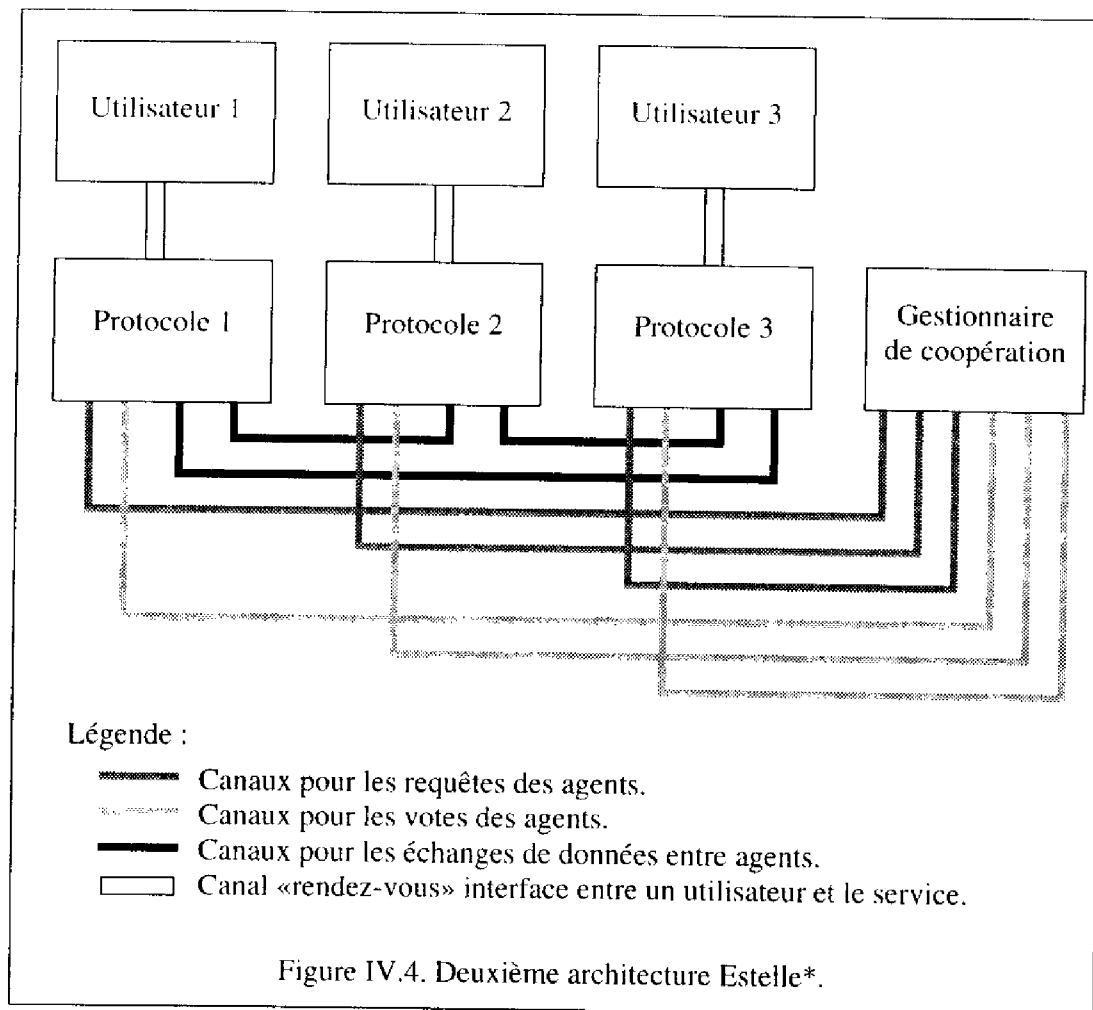 Utilisateur 1
Utilisateur 2
Utilisateur 3
Protocole 1
Protocole 2
Protocole 3
Gestionnaire
de coopération
Légende :
Canaux pour les requêtes des agents.
Canaux pour les votes des agents.
Canaux pour les échanges de données entre agents.
Canal «rendez-vous» interface entre un utilisateur et le service.
Figure IV.4. Deuxième architecture Estelle*.